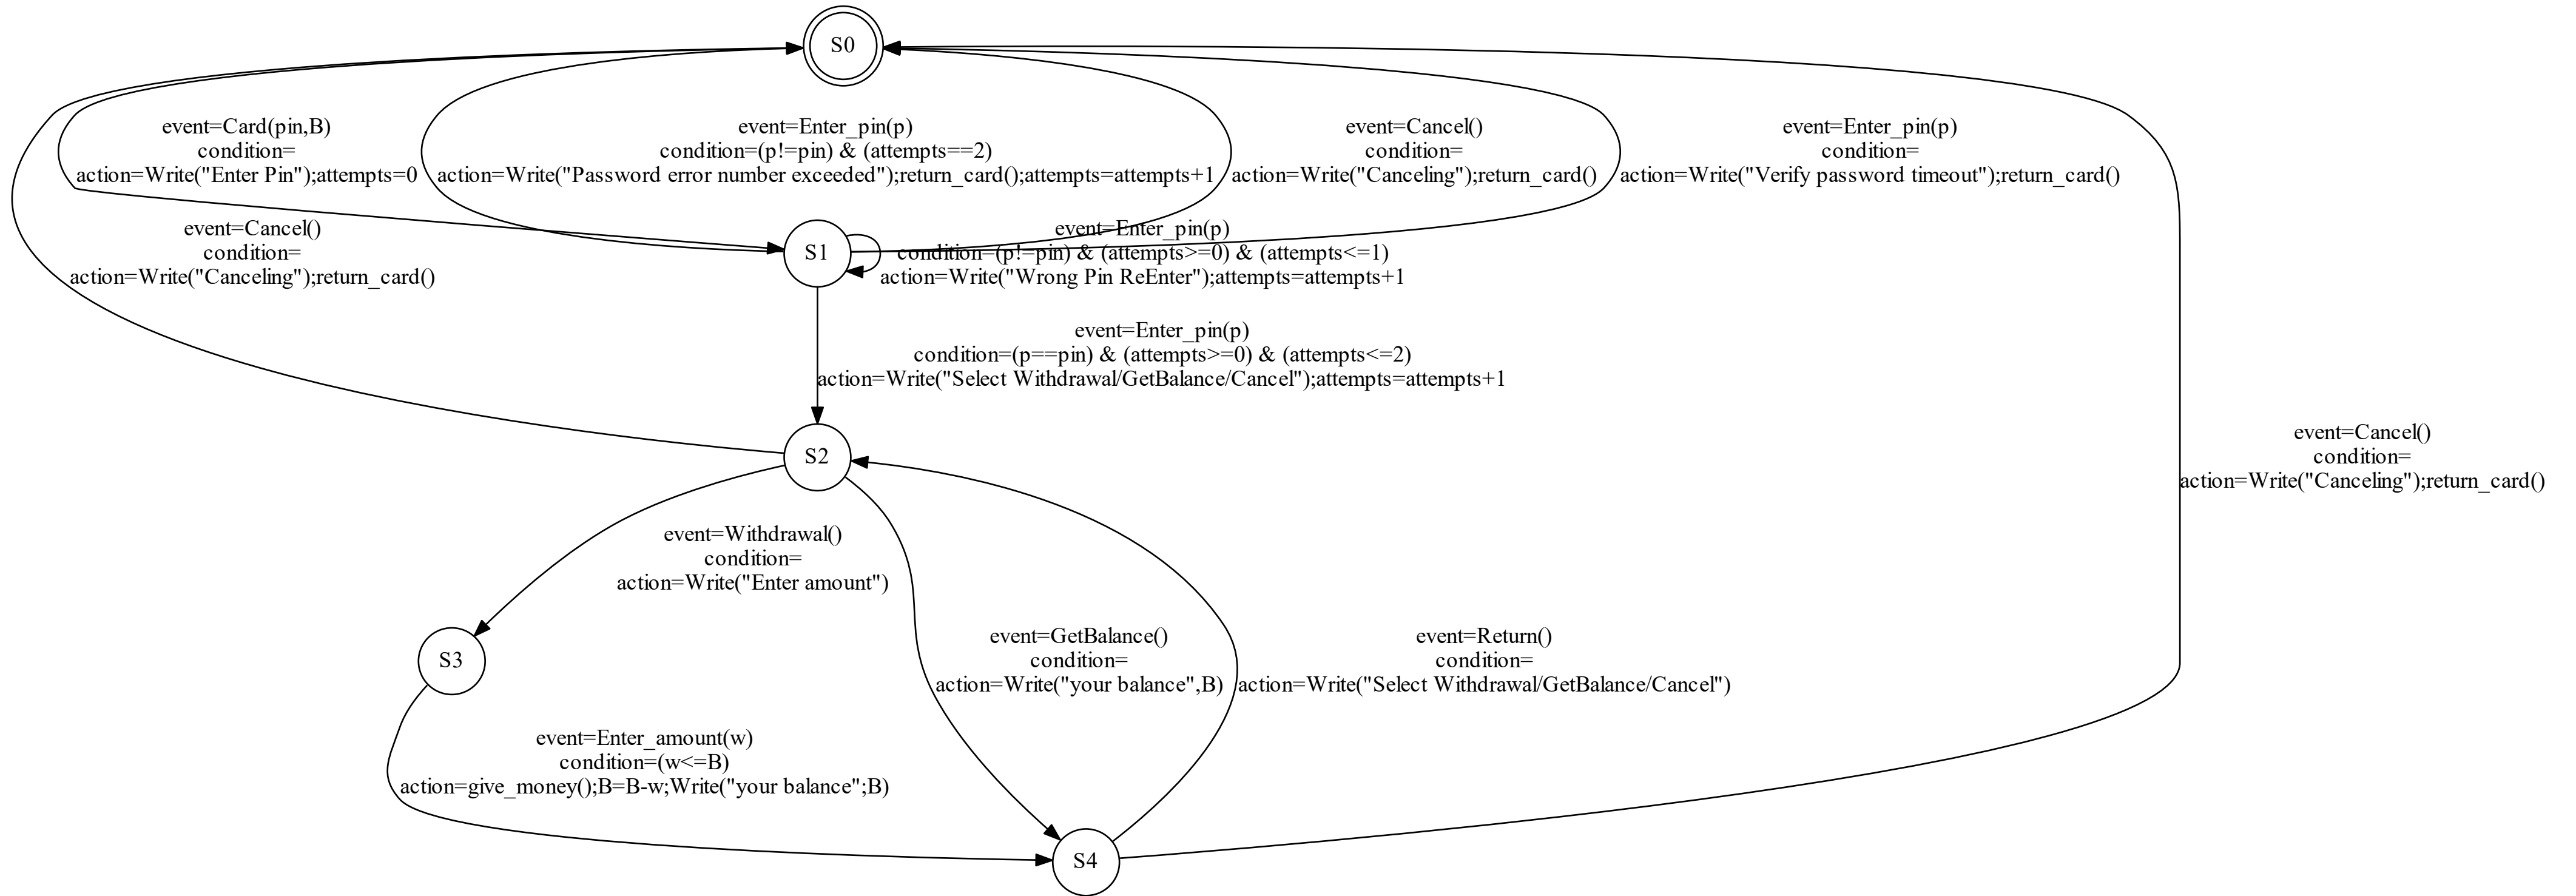 S0
event=Card(pin,B)
condition=
action=Write("Enter Pin");attempts=0
event=Enter_pin(p)
condition=(p!=pin) & (attempts==2)
action=Write("Password error number exceeded");return_card();attempts=attempts+1
event=Cancel()
condition=
action=Write("Canceling");return_card()
event=Enter_pin(p)
condition=
action=Write("Verify password timeout");return_card()
event=Cancel()
condition=
action=Write("Canceling");return_card()
S1
event=Enter_pin(p)
condition=(p!=pin) & (attempts>=0) & (attempts<=1)
action=Write("Wrong Pin ReEnter");attempts=attempts+1
event=Enter_pin(p)
condition=(p==pin) & (attempts>=0) & (attempts<=2)
action=Write("Select Withdrawal/GetBalance/Cancel");attempts=attempts+1
S2
event=Cancel()
condition=
action=Write("Canceling");return_card()
event=Withdrawal()
condition=
action=Write("Enter amount")
S3
event=GetBalance()
condition=
action=Write("your balance",B)
event=Return()
condition=
action=Write("Select Withdrawal/GetBalance/Cancel")
event=Enter_amount(w)
condition=(w<=B)
action=give_money();B=B-w;Write("your balance";B)
S4